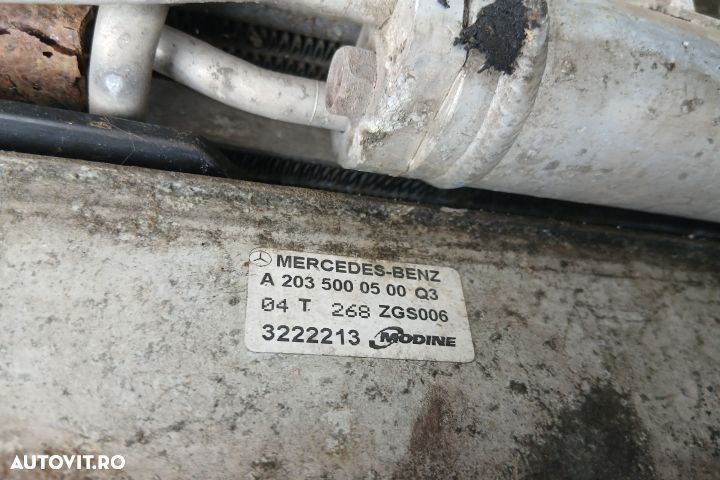 MERCEDES-BENZ
A 203 500 05 00 Q3
04 T 268 ZGS006
3222213 MODINE
AUTOVIT.RO